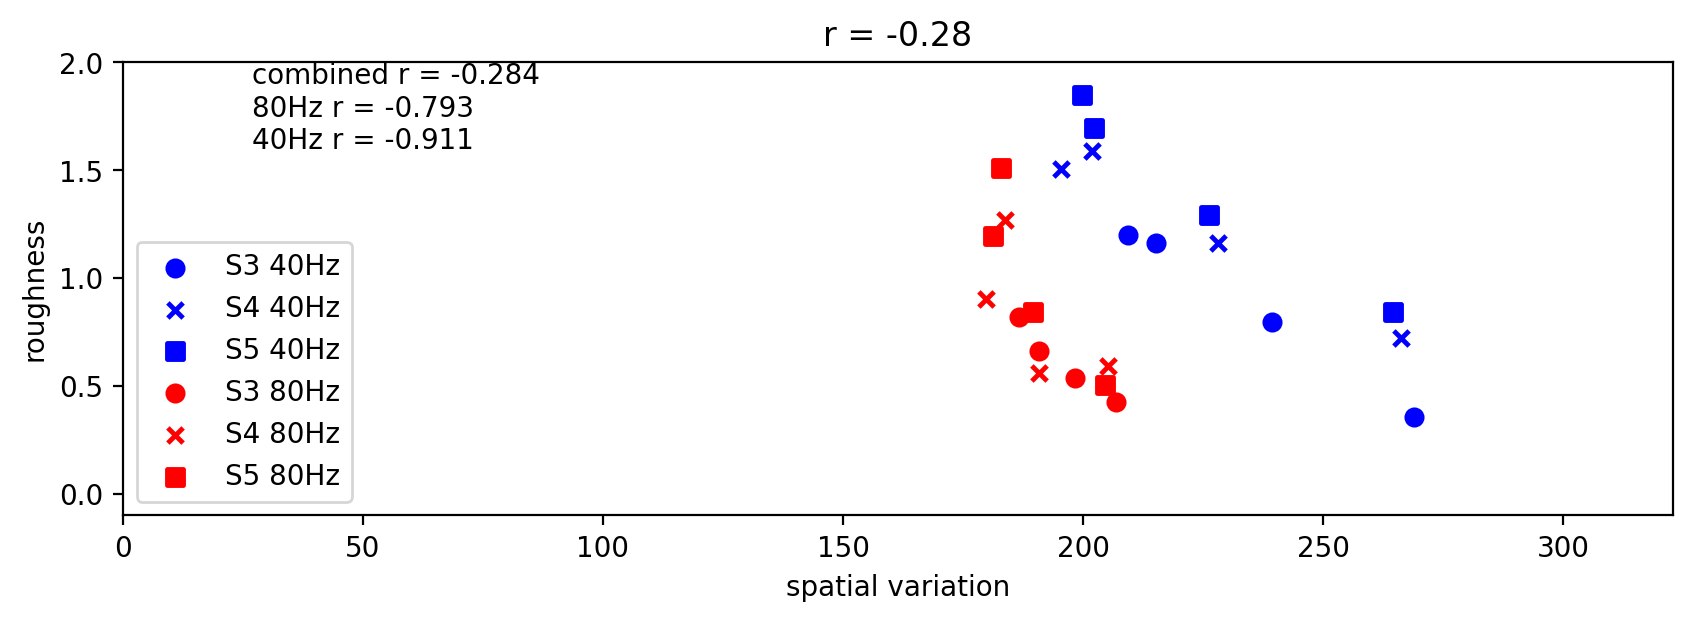 r = -0.28
combined r = -0.284
80Hz r = -0.793
40Hz r = -0.911
2.0
1.5
1.0
0.5
0.0
roughness
S3 40Hz
S4 40Hz
S5 40Hz
S3 80Hz
S4 80Hz
S5 80Hz
0 50 100 150 200 250 300
spatial variation